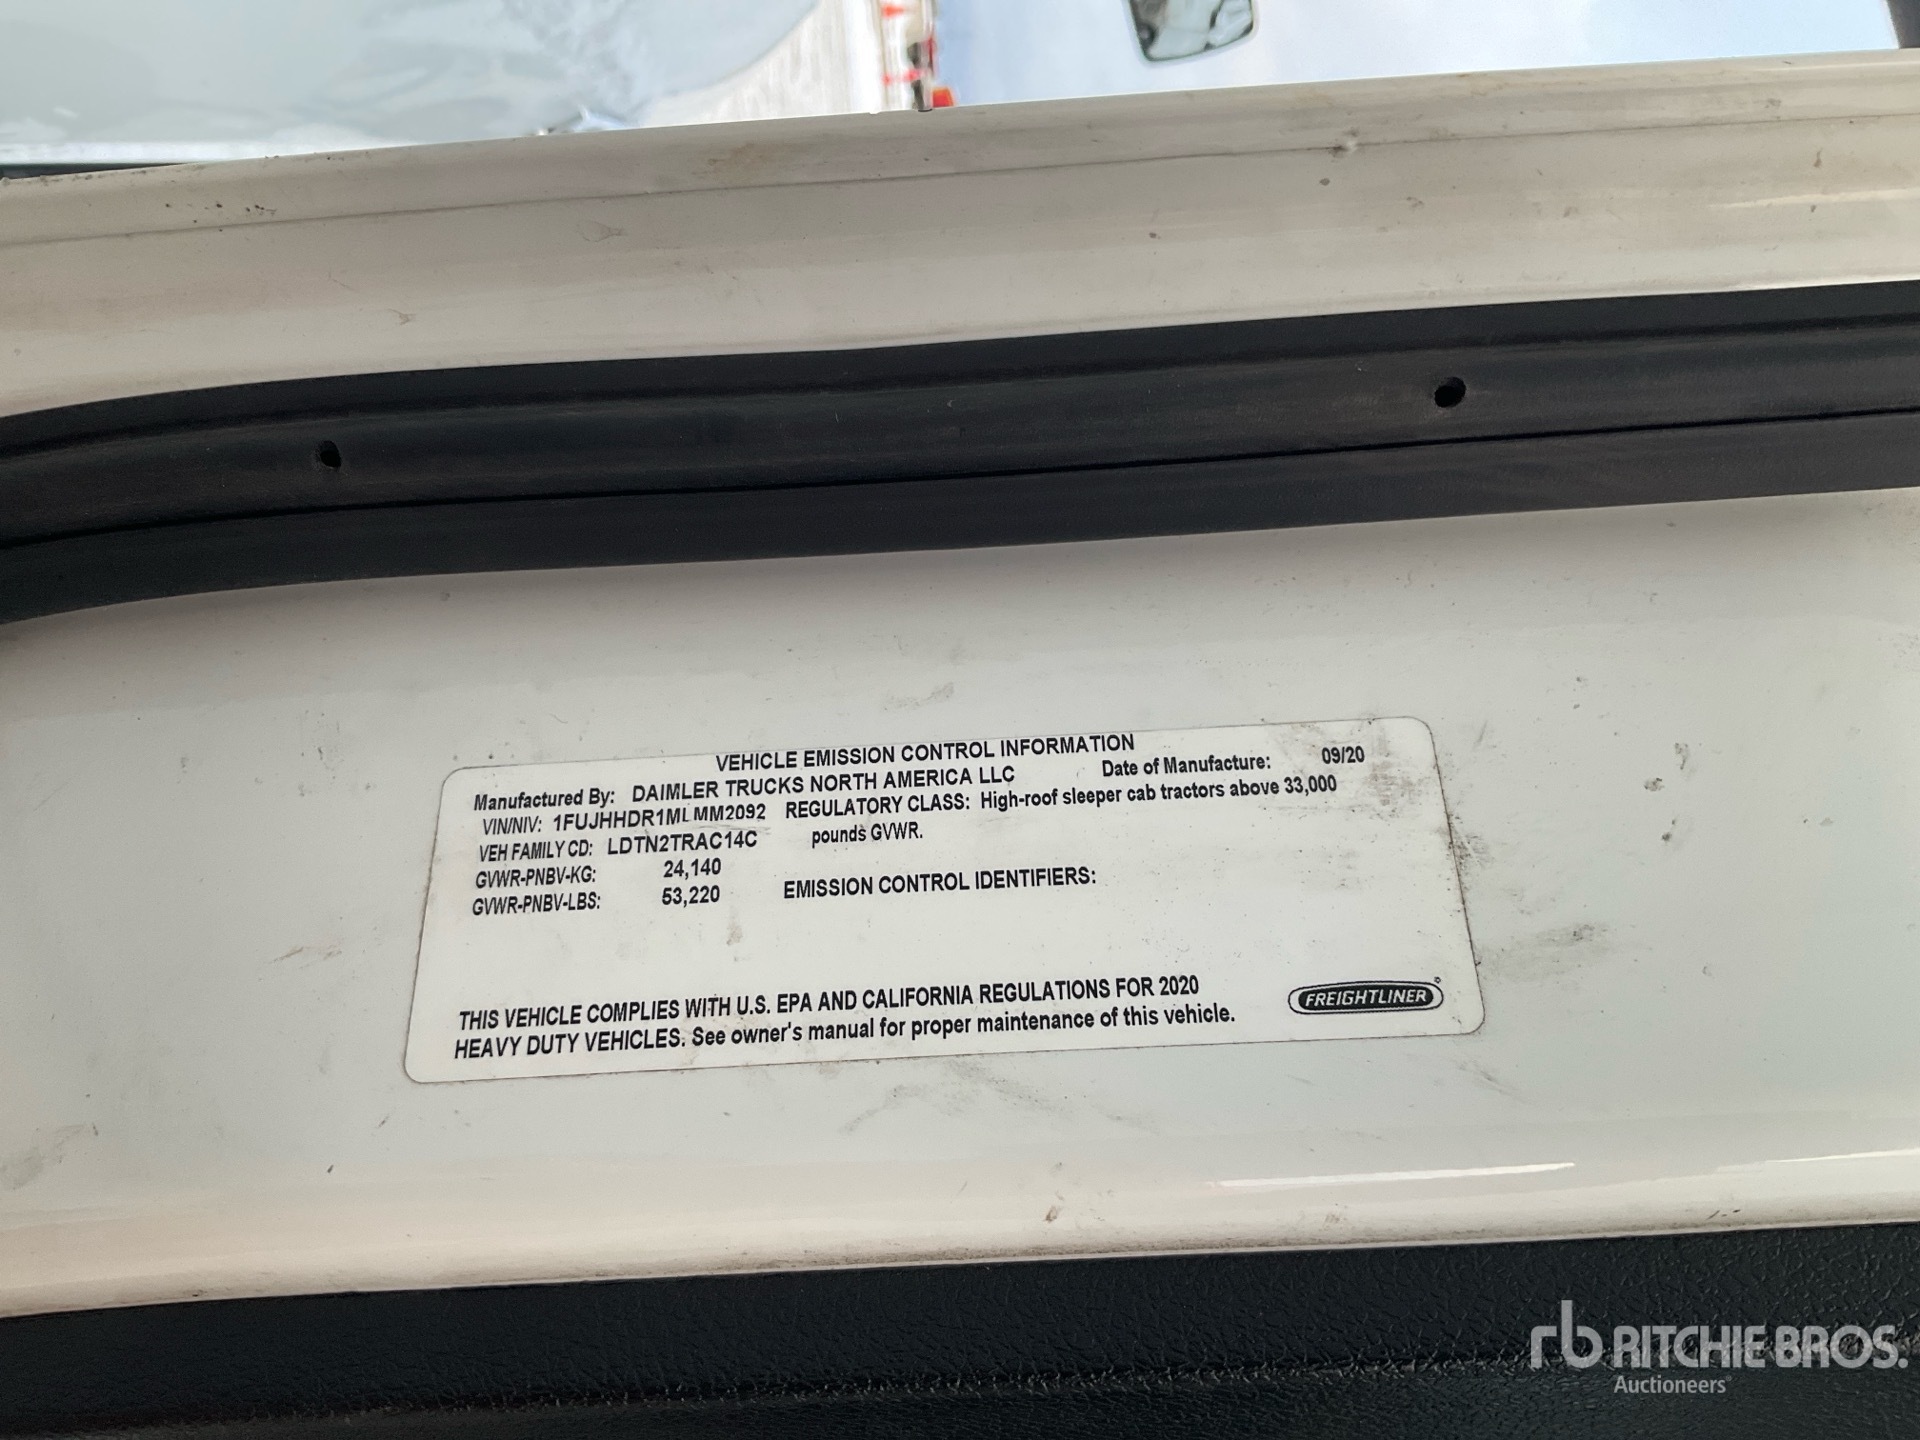 VEHICLE EMISSION CONTROL INFORMATION
Manufactured By: DAIMLER TRUCKS NORTH AMERICA LLC Date of Manufacture: 09/20
VIN/NIV: 1FUJHHDR1MLMM2092 REGULATORY CLASS: High-roof sleeper cab tractors above 33,000
VEH FAMILY CD: LDTN2TRAC14C pounds GVWR.
GVWR-PNBV-KG: 24,140
GVWR-PNBV-LBS: 53,220 EMISSION CONTROL IDENTIFIERS:
THIS VEHICLE COMPLIES WITH U.S. EPA AND CALIFORNIA REGULATIONS FOR 2020
HEAVY DUTY VEHICLES. See owner's manual for proper maintenance of this vehicle.
FREIGHTLINER®
rb RITCHIE BROS.
Auctioneers